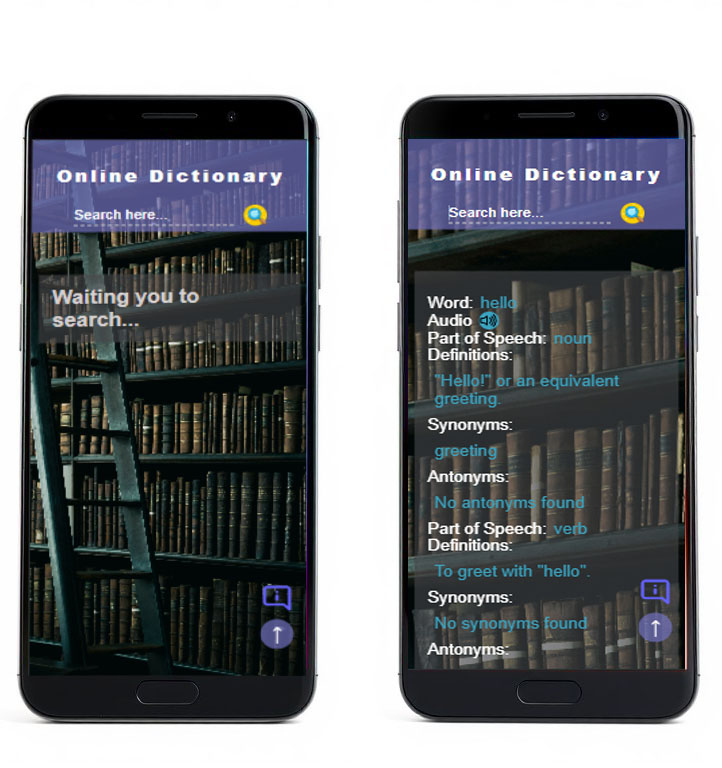 Online Dictionary
Search here...
Waiting you to
search...
Online Dictionary
Search here...
Word: hello
Audio
Part of Speech: noun
Definitions:
"Hello!" or an equivalent
greeting.
Synonyms:
greeting
Antonyms:
No antonyms found
Part of Speech: verb
Definitions:
To greet with "hello".
Synonyms:
No synonyms found
Antonyms: